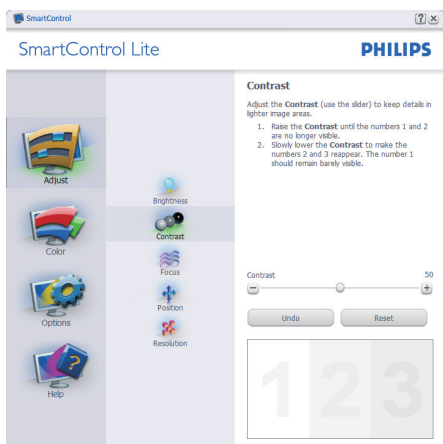 SmartControl
SmartControl Lite
PHILIPS
Adjust
Color
Options
Help
Brightness
Contrast
Focus
Position
Resolution
Contrast
Adjust the Contrast (use the slider) to keep details in
lighter image areas.
1. Raise the Contrast until the numbers 1 and 2
are no longer visible.
2. Slowly lower the Contrast to make the
numbers 2 and 3 reappear. The number 1
should remain barely visible.
Contrast 50
Undo Reset
1 2 3